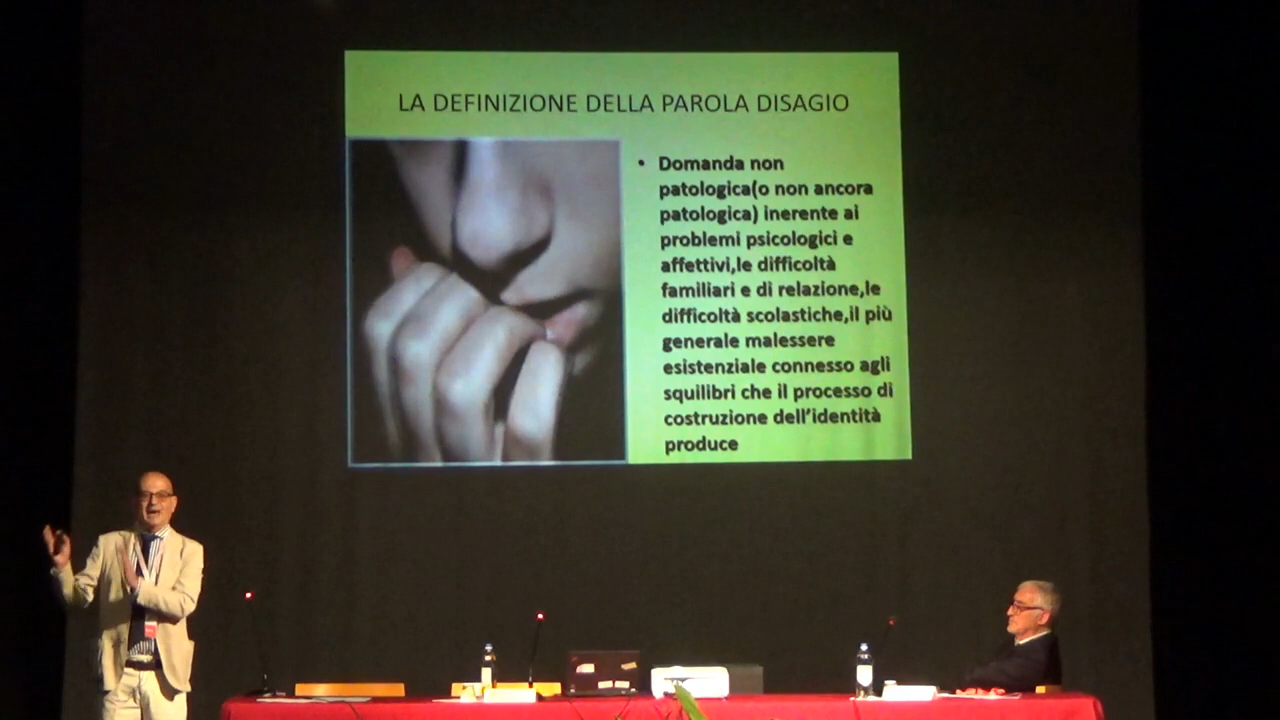 LA DEFINIZIONE DELLA PAROLA DISAGIO
• Domanda non
patologica(o non ancora
patologica) inerente ai
problemi psicologici e
affettivi,le difficoltà
familiari e di relazione,le
difficoltà scolastiche,il più
generale malessere
esistenziale connesso agli
squilibri che il processo di
costruzione dell'identità
produce